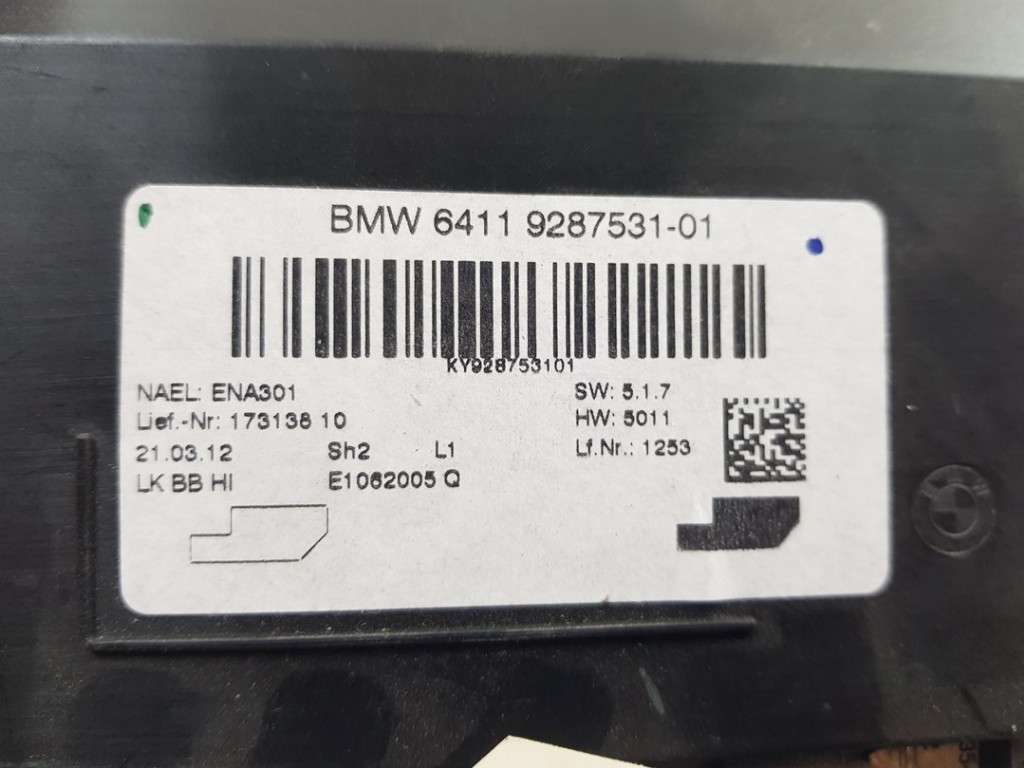 BMW 6411 9287531-01
KY928753101
NAEL: ENA301
SW: 5.1.7
Lief.-Nr: 173138 10
HW: 5011
21.03.12 Sh2 L1
Lf.Nr.: 1253
LK BB HI E1062005 Q